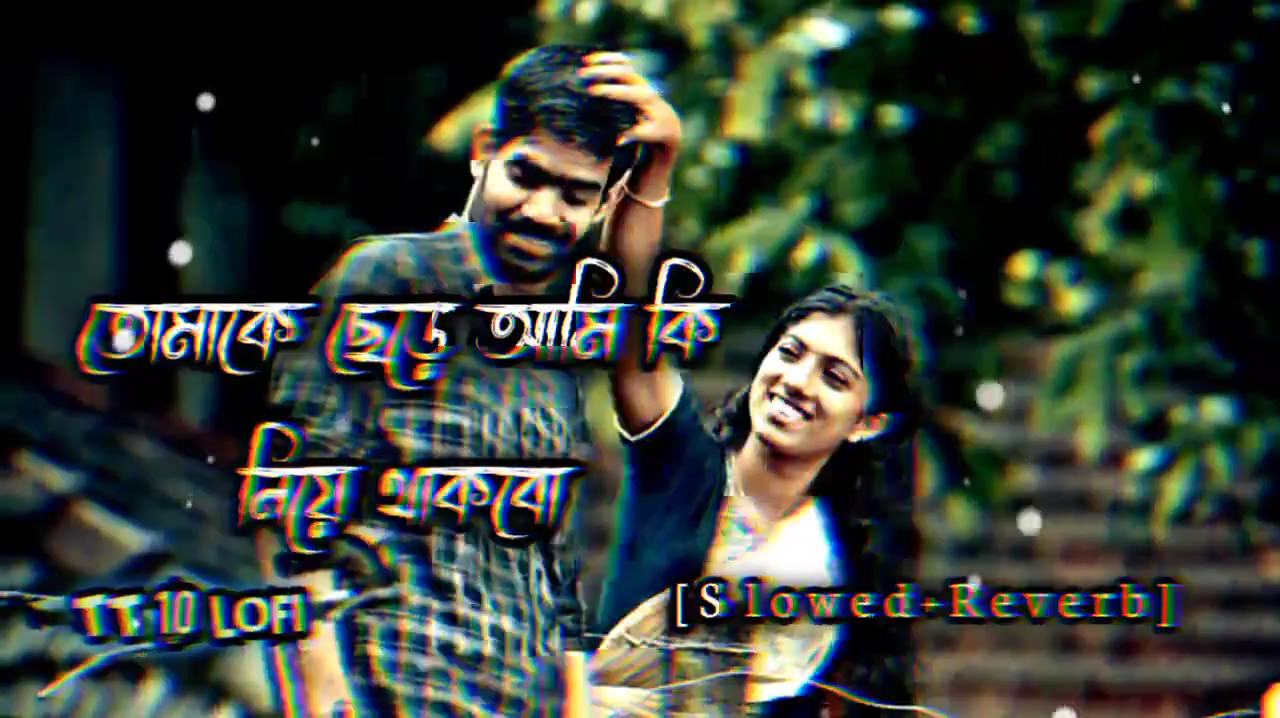 তোমাকে ছেড়ে আমি কি
নিয়ে থাকবো
TT 10 LOFI
[Slowed+Reverb]